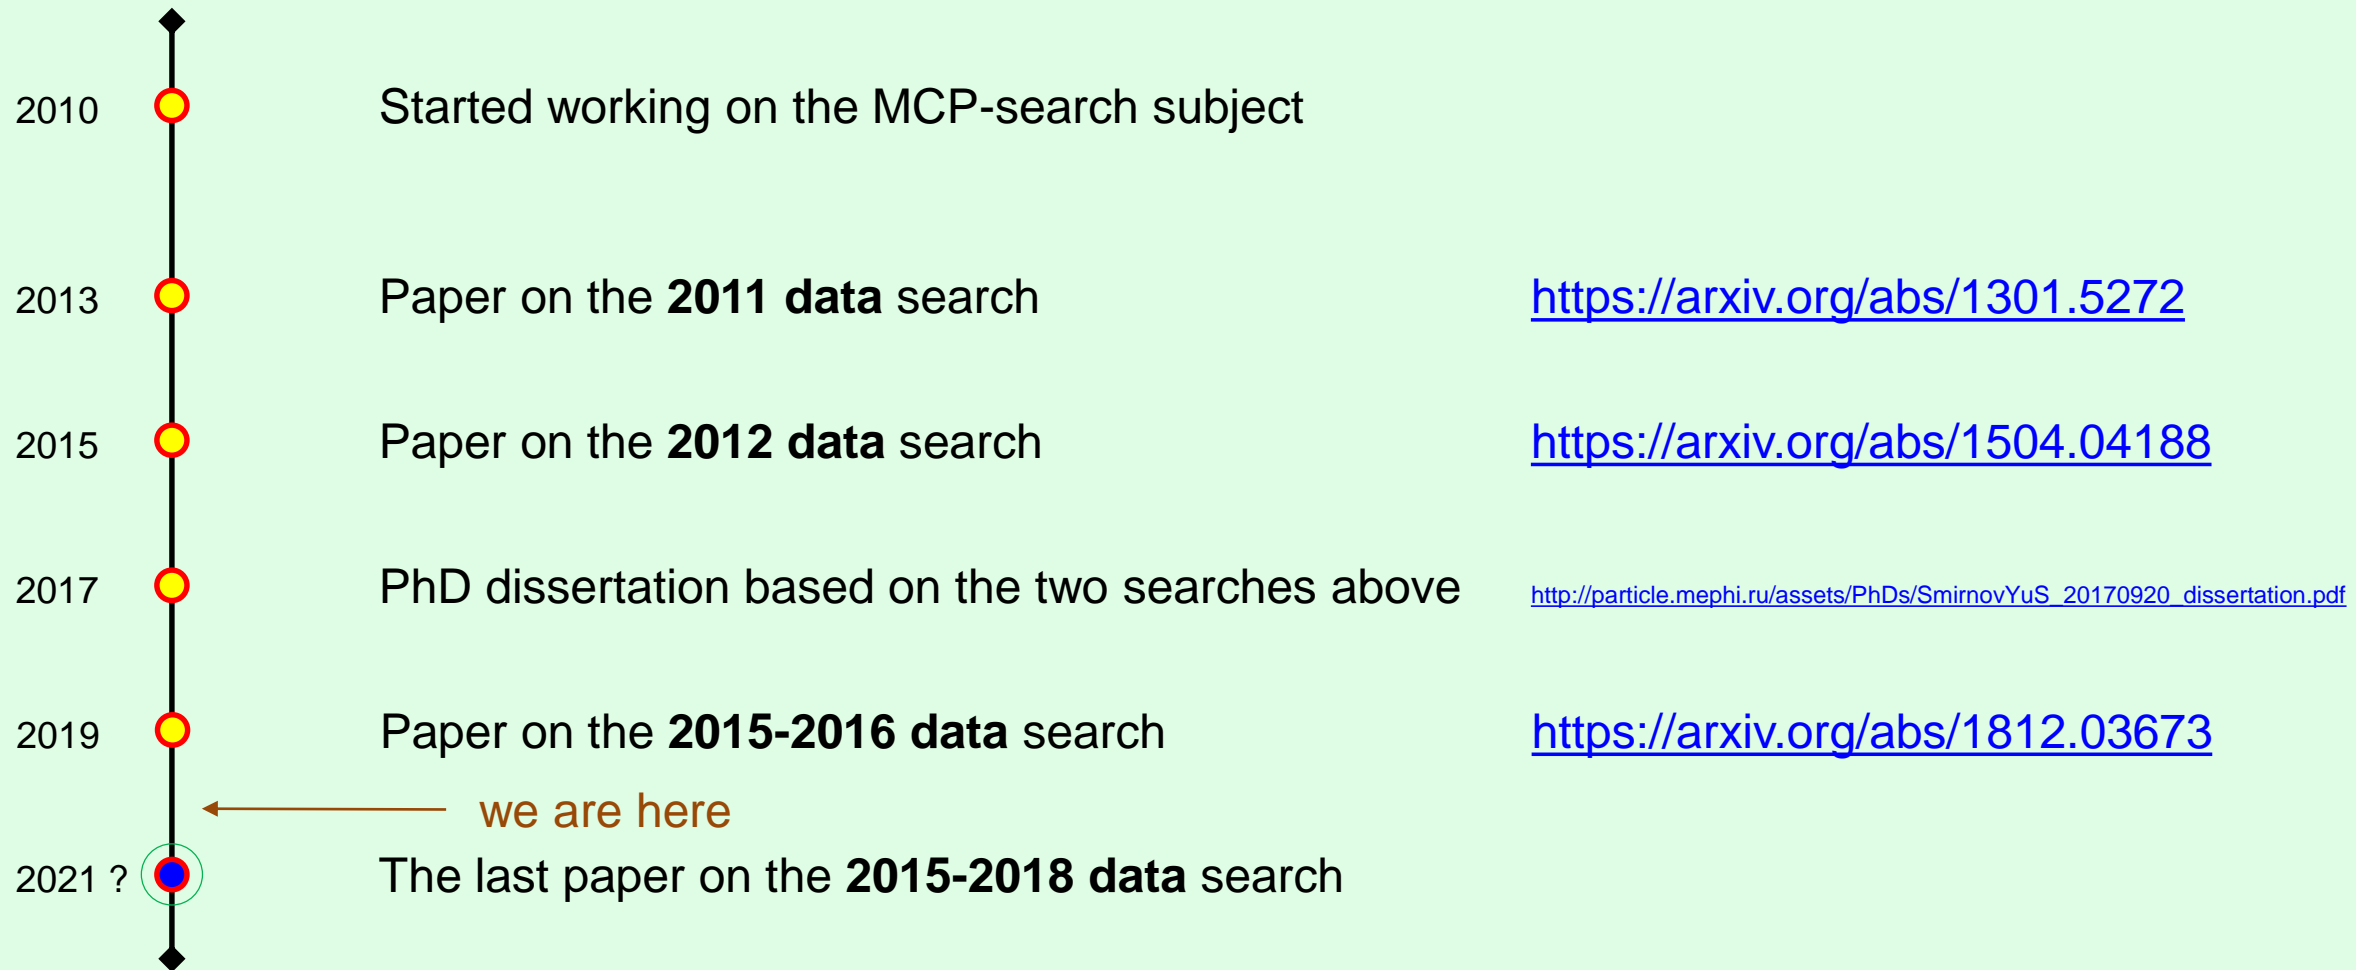 2010 Started working on the MCP-search subject
2013 Paper on the 2011 data search https://arxiv.org/abs/1301.5272
2015 Paper on the 2012 data search https://arxiv.org/abs/1504.04188
2017 PhD dissertation based on the two searches above http://particle.mephi.ru/assets/PhDs/SmirnovYuS_20170920_dissertation.pdf
2019 Paper on the 2015-2016 data search https://arxiv.org/abs/1812.03673
we are here
2021 ? The last paper on the 2015-2018 data search